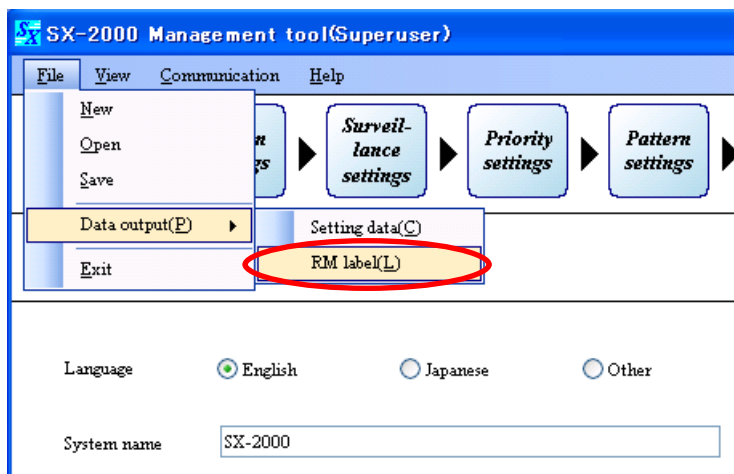 SX SX-2000 Management tool(Superuser)
File View Communication Help
New
Open
Save
Data output(P)
Exit
Setting data(C)
RM label(L)
Surveil-
lance
settings
Priority
settings
Pattern
settings
Language English Japanese Other
System name SX-2000